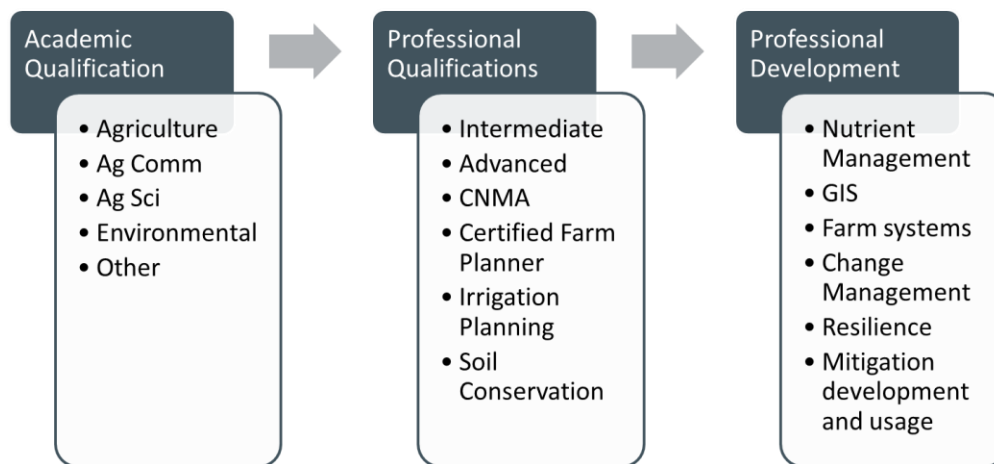 Academic
Qualification
• Agriculture
• Ag Comm
• Ag Sci
• Environmental
• Other
Professional
Qualifications
• Intermediate
• Advanced
• CNMA
• Certified Farm
Planner
• Irrigation
Planning
• Soil
Conservation
Professional
Development
• Nutrient
Management
• GIS
• Farm systems
• Change
Management
• Resilience
• Mitigation
development
and usage